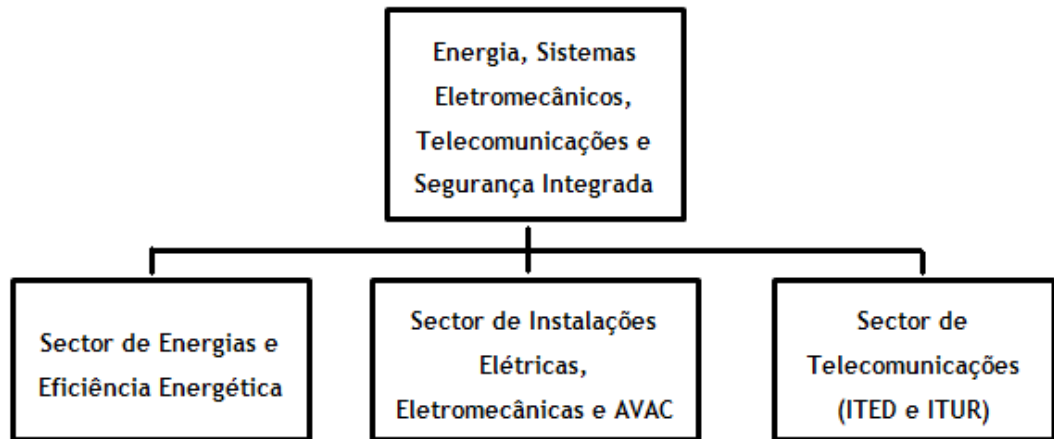 Energia, Sistemas
Eletromecânicos,
Telecomunicações e
Segurança Integrada
Sector de Energias e
Eficiência Energética
Sector de Instalações
Elétricas,
Eletromecânicas e AVAC
Sector de
Telecomunicações
(ITED e ITUR)